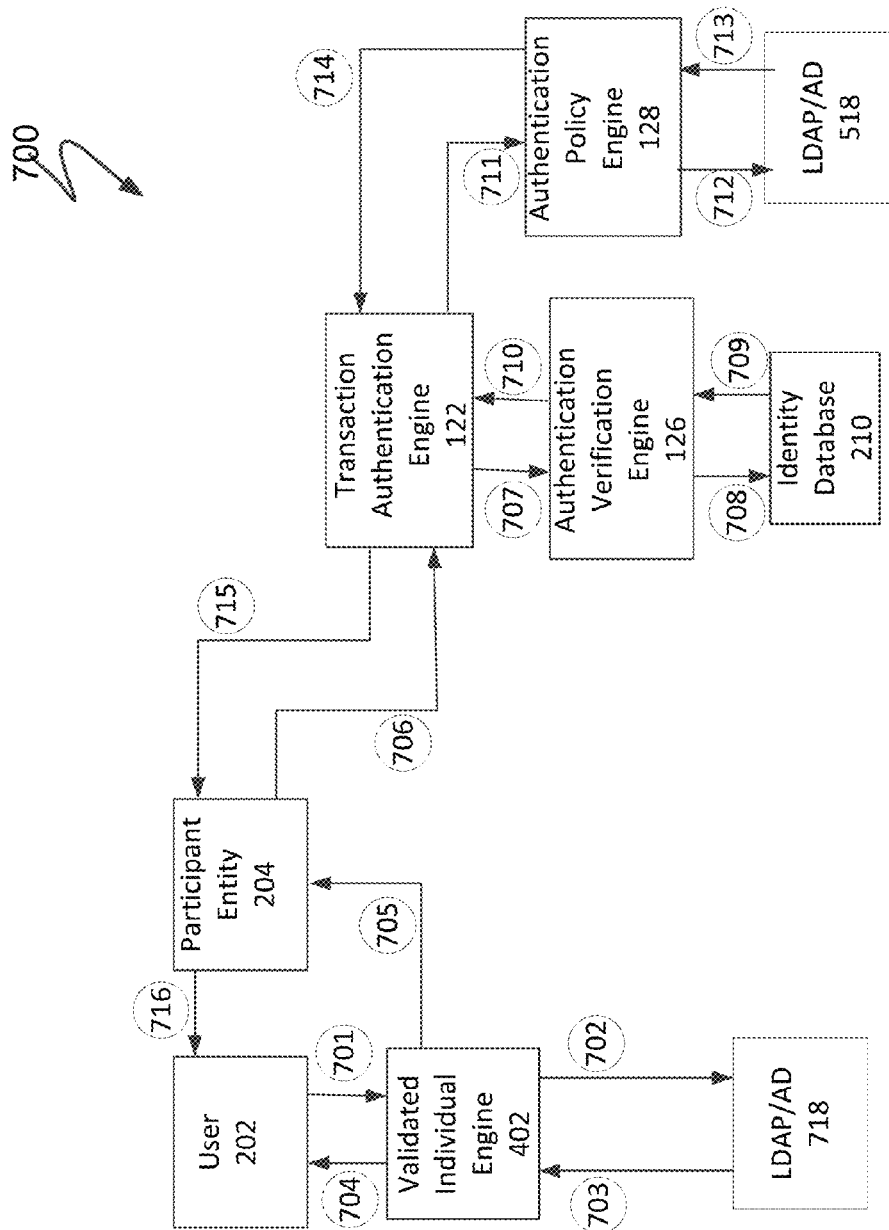 700
User
202
716
Participant
Entity
204
715
701
704
705
706
Validated
Individual
Engine
402
702
703
LDAP/AD
718
Transaction
Authentication
Engine
122
714
711
707
710
Authentication
Verification
Engine
126
708
709
Identity
Database
210
Authentication
Policy
Engine
128
712
713
LDAP/AD
518